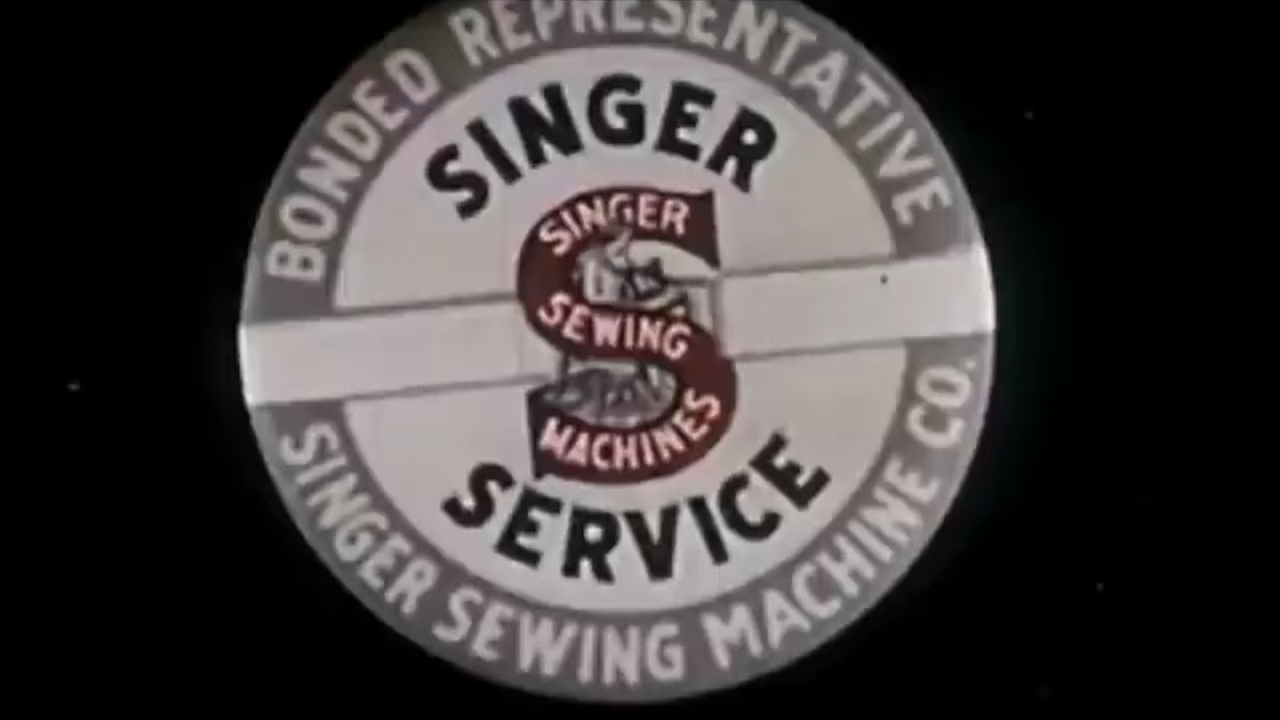 BONDED REPRESENTATIVE
SINGER
SINGER
SEWING
MACHINES
SERVICE
SINGER SEWING MACHINE CO.